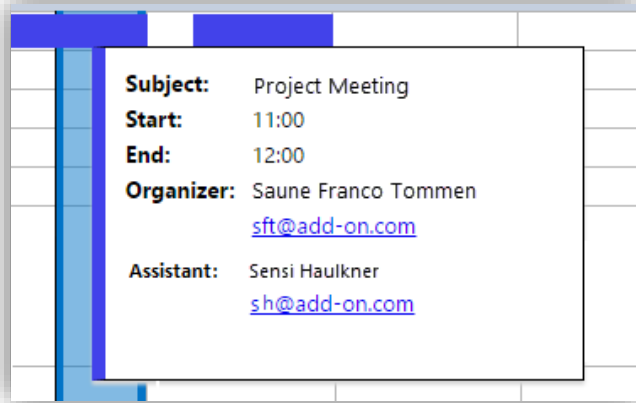 Subject: Project Meeting
Start: 11:00
End: 12:00
Organizer: Saune Franco Tommen
sft@add-on.com
Assistant: Sensi Haulkner
sh@add-on.com